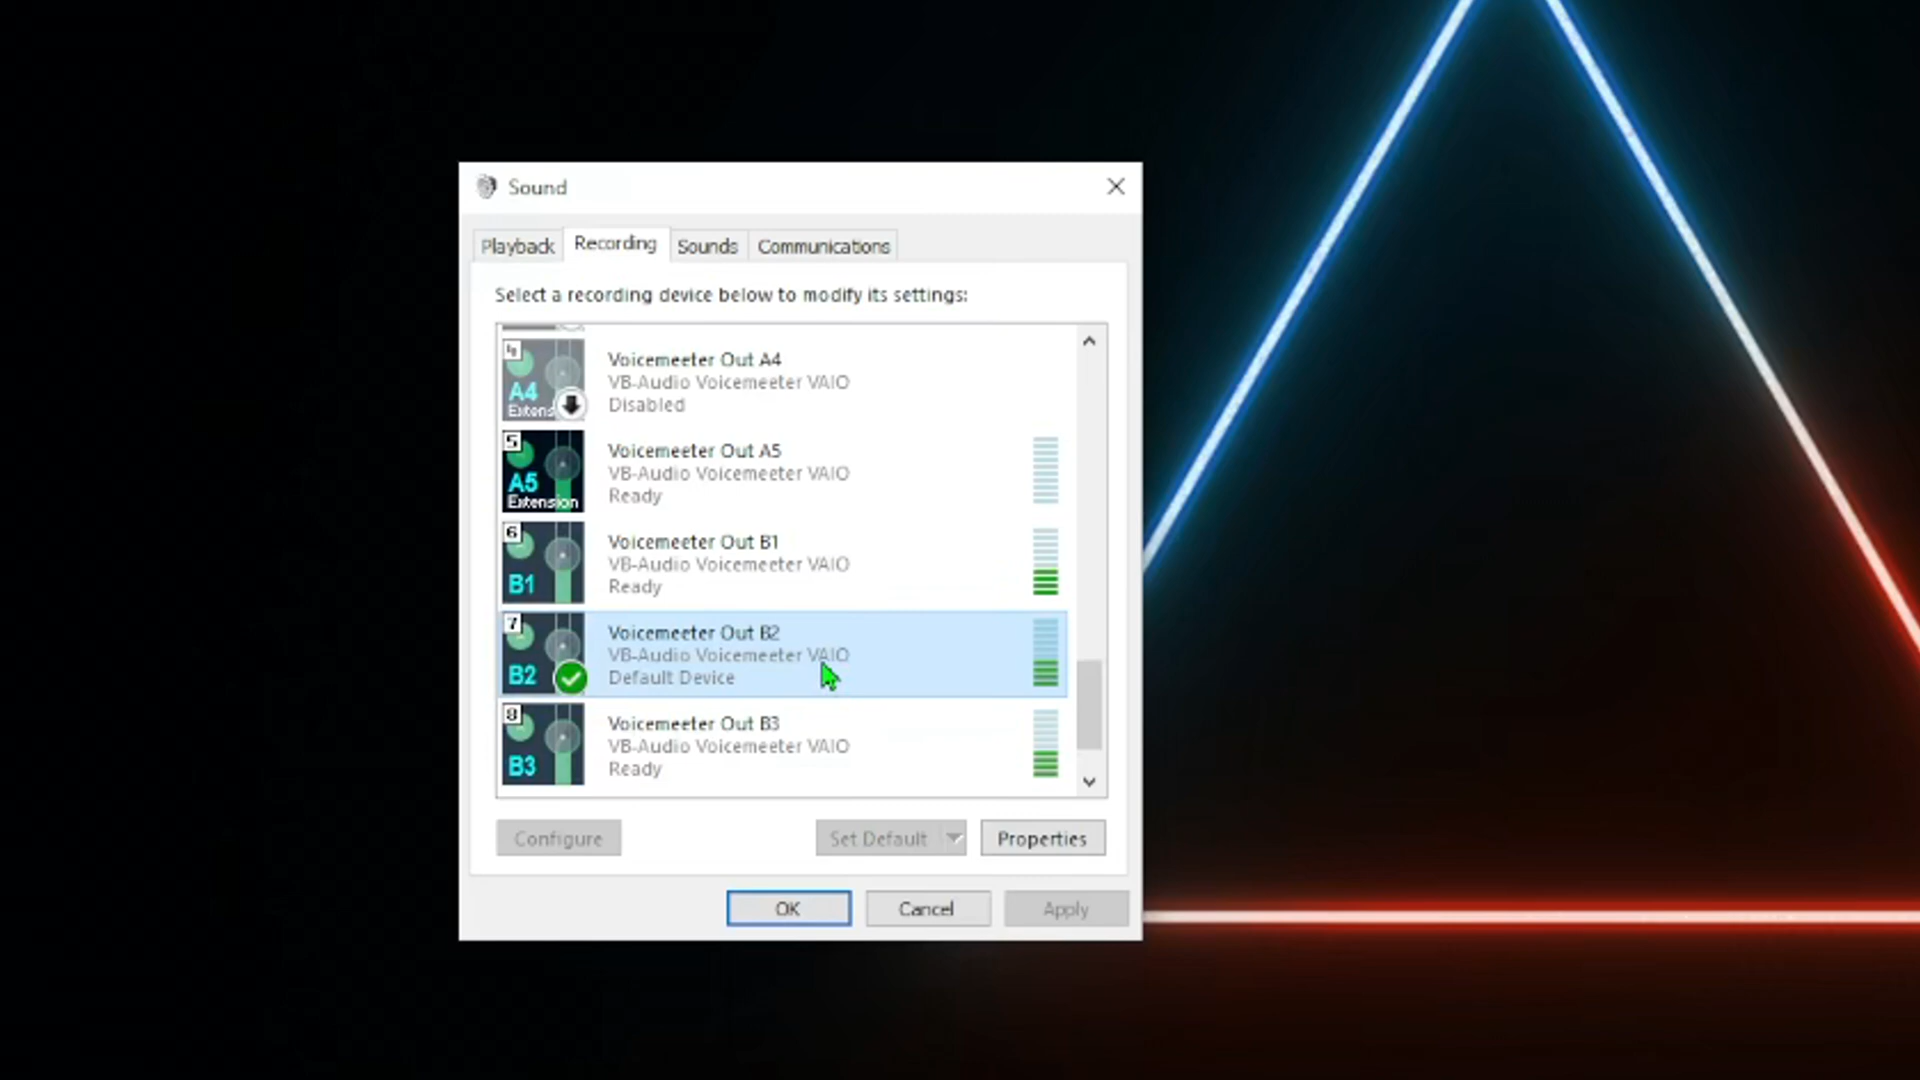 Sound
Playback
Recording
Sounds
Communications
Select a recording device below to modify its settings:
4
A4
Voicemeeter Out A4
VB-Audio Voicemeeter VAIO
Disabled
5
A5
Extension
Voicemeeter Out A5
VB-Audio Voicemeeter VAIO
Ready
6
B1
Voicemeeter Out B1
VB-Audio Voicemeeter VAIO
Ready
7
B2
Voicemeeter Out B2
VB-Audio Voicemeeter VAIO
Default Device
8
B3
Voicemeeter Out B3
VB-Audio Voicemeeter VAIO
Ready
Configure
Set Default
Properties
OK
Cancel
Apply